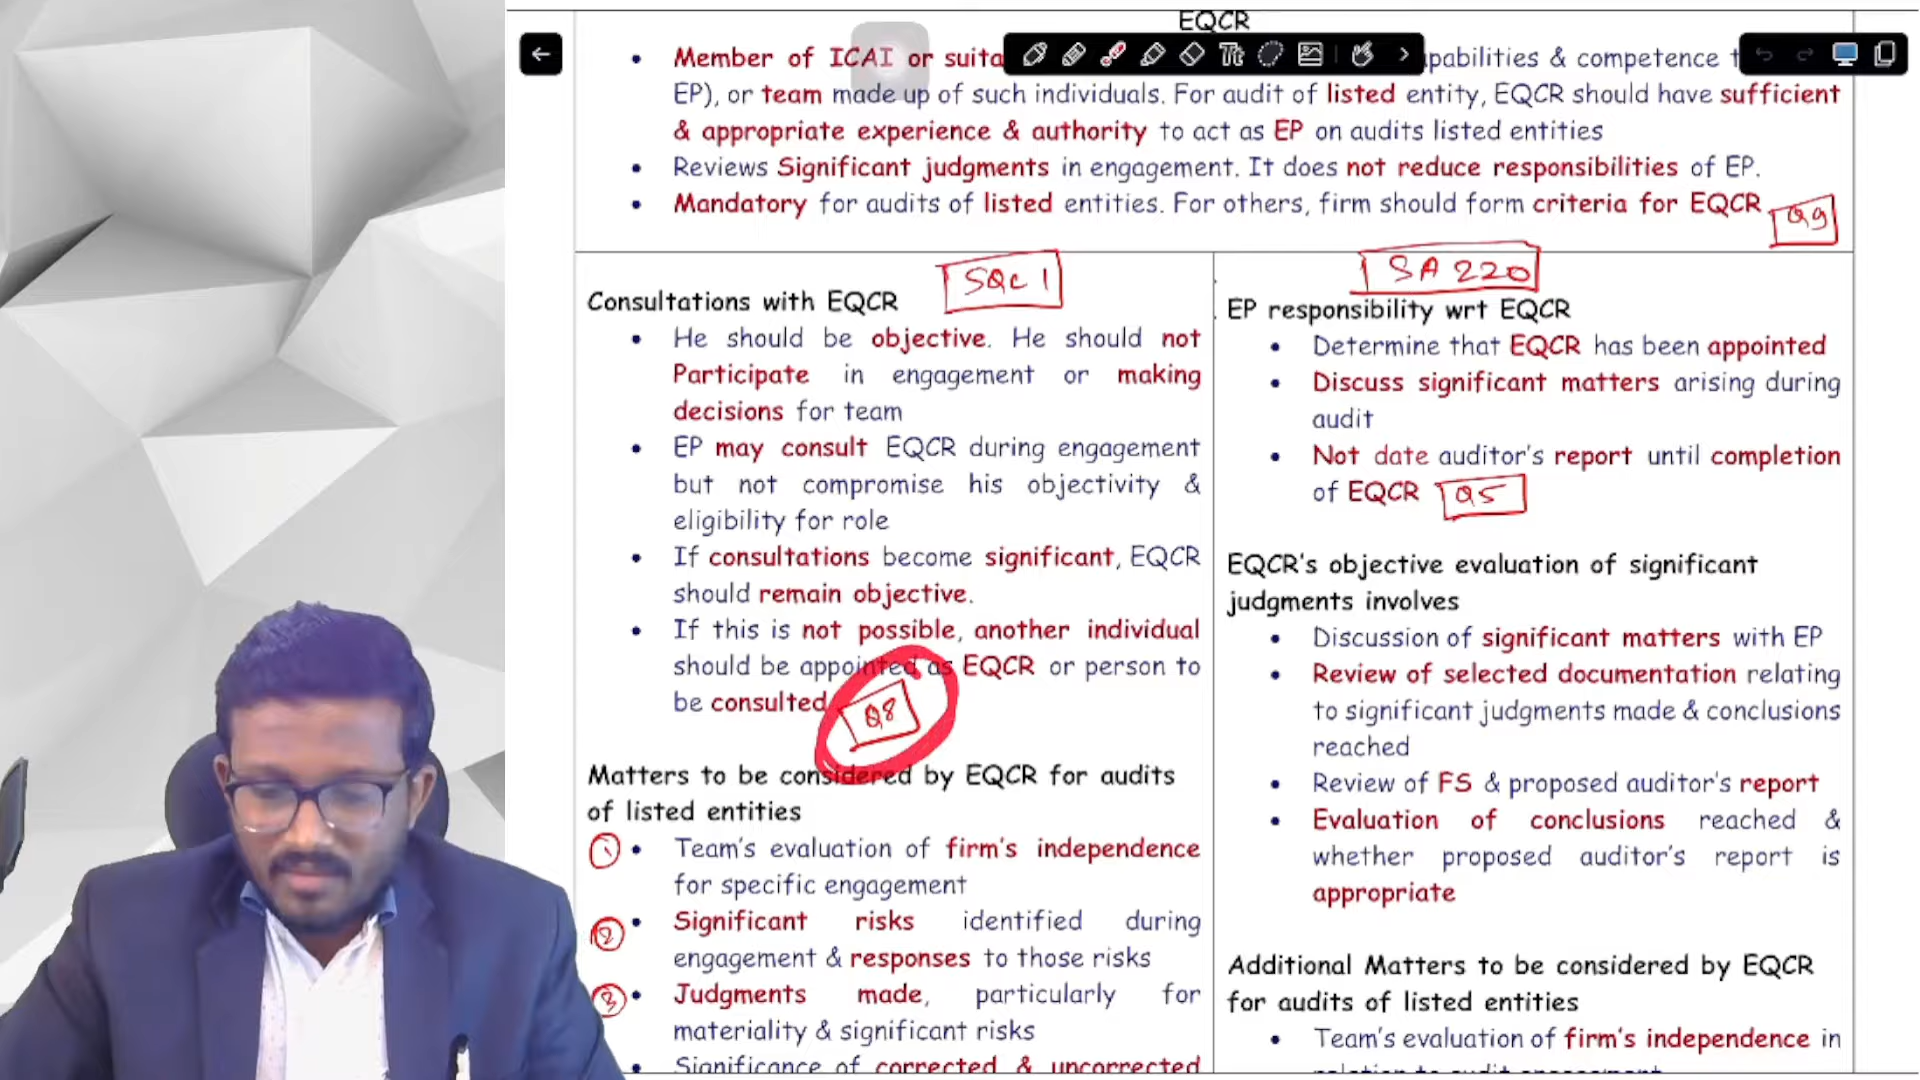 EQCR
Member of ICAI or suita pabilities & competence
EP), or team made up of such individuals. For audit of listed entity, EQCR should have sufficient
& appropriate experience & authority to act as EP on audits listed entities
Reviews Significant judgments in engagement. It does not reduce responsibilities of EP.
Mandatory for audits of listed entities. For others, firm should form criteria for EQCR
Q9
SQC 1
Consultations with EQCR
He should be objective. He should not
Participate in engagement or making
decisions for team
EP may consult EQCR during engagement
but not compromise his objectivity &
eligibility for role
If consultations become significant, EQCR
should remain objective.
If this is not possible, another individual
should be appointed as EQCR or person to
be consulted
Q8
Matters to be considered by EQCR for audits
of listed entities
1 Team's evaluation of firm's independence
for specific engagement
2 Significant risks identified during
engagement & responses to those risks
3 Judgments made, particularly for
materiality & significant risks
Significance of corrected & uncorrected
SA 220
EP responsibility wrt EQCR
Determine that EQCR has been appointed
Discuss significant matters arising during
audit
Not date auditor's report until completion
of EQCR Q5
EQCR's objective evaluation of significant
judgments involves
Discussion of significant matters with EP
Review of selected documentation relating
to significant judgments made & conclusions
reached
Review of FS & proposed auditor's report
Evaluation of conclusions reached &
whether proposed auditor's report is
appropriate
Additional Matters to be considered by EQCR
for audits of listed entities
Team's evaluation of firm's independence in